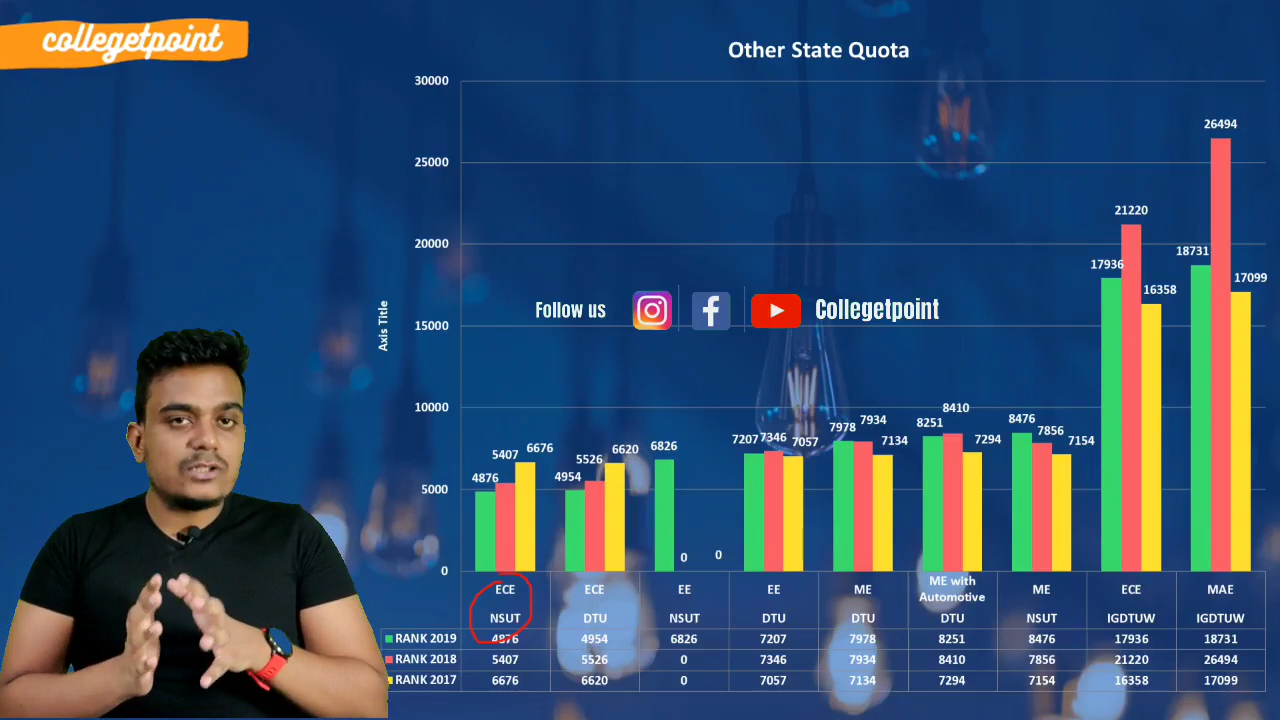 collegetpoint
Other State Quota
30000
25000
20000
15000
10000
5000
0
Axis Title
4876 5407 6676
4954 5526 6620
6826 0 0
7207 7346 7057
7978 7934 7134
8251 8410 7294
8476 7856 7154
17936 21220 16358
18731 26494 17099
Follow us Collegetpoint
ECE ECE EE EE ME ME with Automotive ME ECE MAE
NSUT DTU NSUT DTU DTU DTU NSUT IGDTUW IGDTUW
RANK 2019 4876 4954 6826 7207 7978 8251 8476 17936 18731
RANK 2018 5407 5526 0 7346 7934 8410 7856 21220 26494
RANK 2017 6676 6620 0 7057 7134 7294 7154 16358 17099